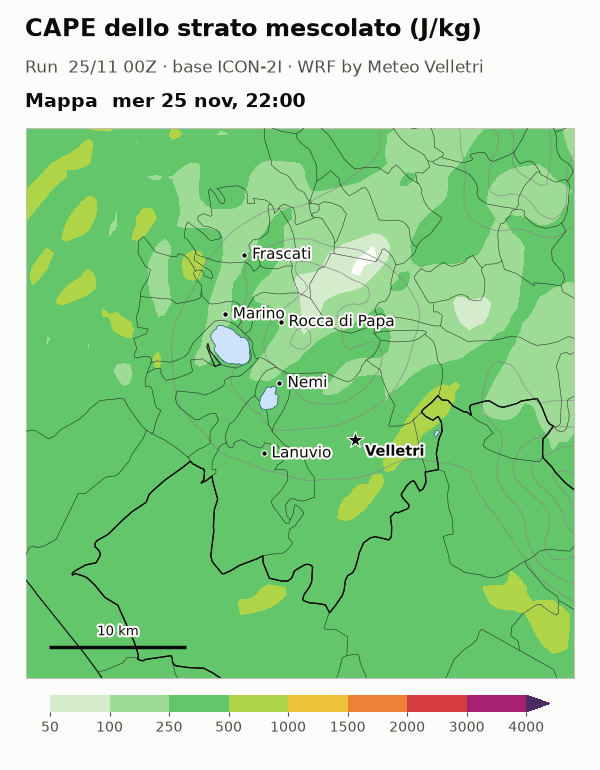 CAPE dello strato mescolato (J/kg)
Run  25/11 00Z · base ICON-2I · WRF by Meteo Velletri
Mappa  mer 25 nov, 22:00
Frascati
Marino
Rocca di Papa
Nemi
Lanuvio
Velletri
10 km
50 100 250 500 1000 1500 2000 3000 4000